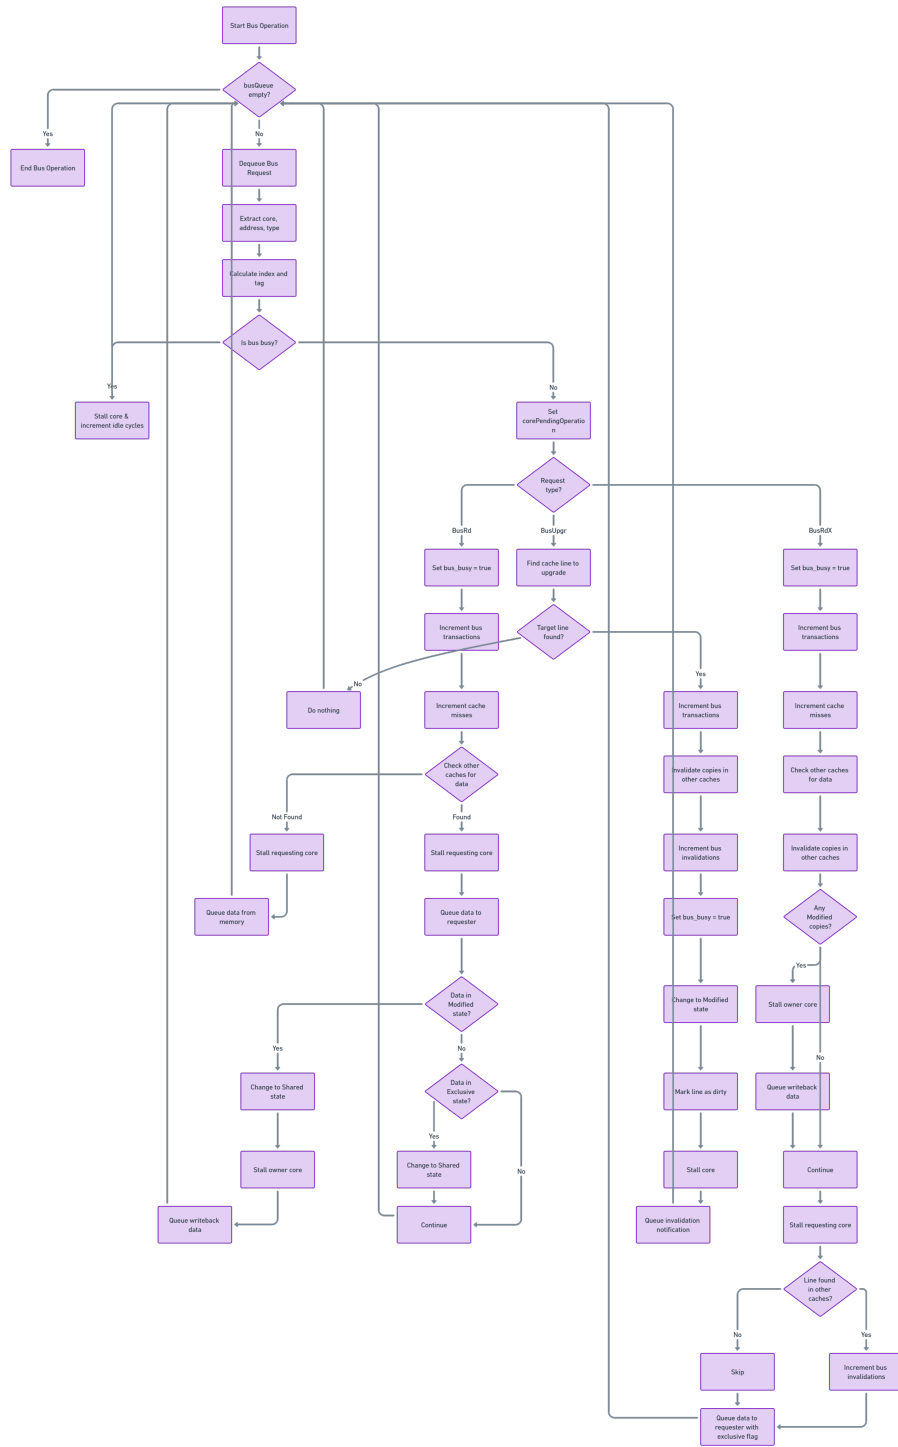 Start Bus Operation
busQueue
empty?
Yes
No
End Bus Operation
Dequeue Bus
Request
Extract core,
address, type
Calculate index and
tag
Is bus busy?
Yes
No
Stall core &
increment idle cycles
Set
corePendingOperatio
n
Request
type?
BusRd
BusUpgr
BusRdX
Set bus_busy = true
Find cache line to
upgrade
Set bus_busy = true
Increment bus
transactions
Target line
found?
Increment bus
transactions
No
Yes
Do nothing
Increment cache
misses
Increment bus
transactions
Increment cache
misses
Check other
caches for
data
Invalidate copies in
other caches
Check other caches
for data
Not Found
Found
Stall requesting core
Stall requesting core
Increment bus
invalidations
Invalidate copies in
other caches
Queue data from
memory
Queue data to
requester
Set bus_busy = true
Any
Modified
copies?
Yes
Data in
Modified
state?
Change to Modified
state
Stall owner core
Yes
No
No
Change to Shared
state
Data in
Exclusive
state?
Mark line as dirty
Queue writeback
data
Yes
No
Stall owner core
Change to Shared
state
Stall core
Continue
Queue writeback
data
Continue
Queue invalidation
notification
Stall requesting core
Line found
in other
caches?
No
Yes
Skip
Increment bus
invalidations
Queue data to
requester with
exclusive flag